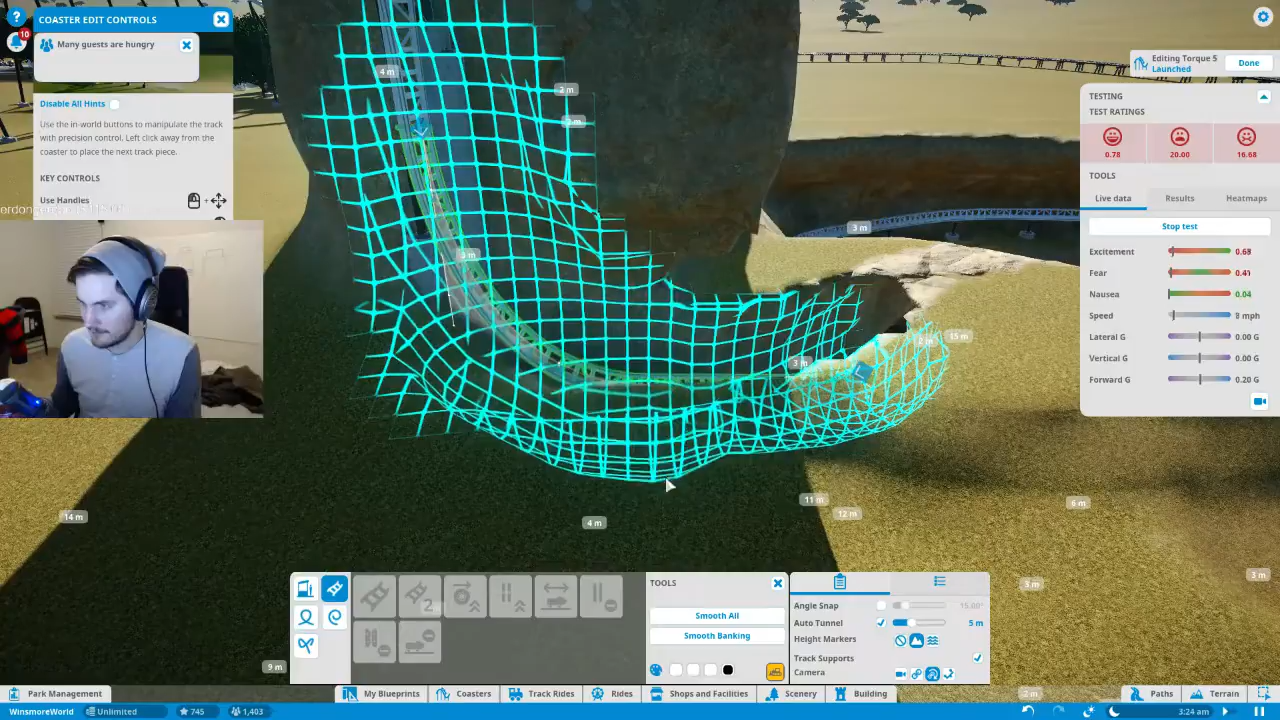 ?
COASTER EDIT CONTROLS
10
Many guests are hungry
Disable All Hints
Use the in-world buttons to manipulate the
track with precision control. Left click away from the
coaster to place the next track piece.
KEY CONTROLS
Use Handles
+
4 m
2 m
3 m
3 m
2 m
15 m
3 m
14 m
4 m
11 m
12 m
6 m
3 m
3 m
9 m
2 m
Editing Torque 5
Launched
Done
TESTING
TEST RATINGS
0.78
20.00
16.68
TOOLS
Live data
Results
Heatmaps
Stop test
Excitement 0.68
Fear 0.41
Nausea 0.04
Speed 8 mph
Lateral G 0.00 G
Vertical G 0.00 G
Forward G 0.20 G
2
TOOLS
Smooth All
Smooth Banking
Angle Snap 15.00°
Auto Tunnel 5 m
Height Markers
Track Supports
Camera
Park Management
My Blueprints
Coasters
Track Rides
Rides
Shops and Facilities
Scenery
Building
Paths
Terrain
WinsmoreWorld
Unlimited
745
1,403
3:24 am